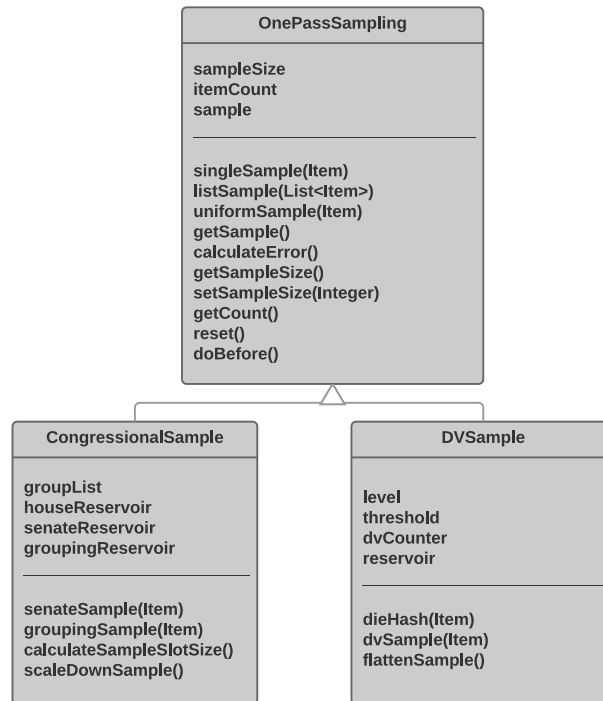 OnePassSampling
sampleSize
itemCount
sample
singleSample(Item)
listSample(List<Item>)
uniformSample(Item)
getSample()
calculateError()
getSampleSize()
setSampleSize(Integer)
getCount()
reset()
doBefore()
CongressionalSample
groupList
houseReservoir
senateReservoir
groupingReservoir
senateSample(Item)
groupingSample(Item)
calculateSampleSlotSize()
scaleDownSample()
DVSample
level
threshold
dvCounter
reservoir
dieHash(Item)
dvSample(Item)
flattenSample()